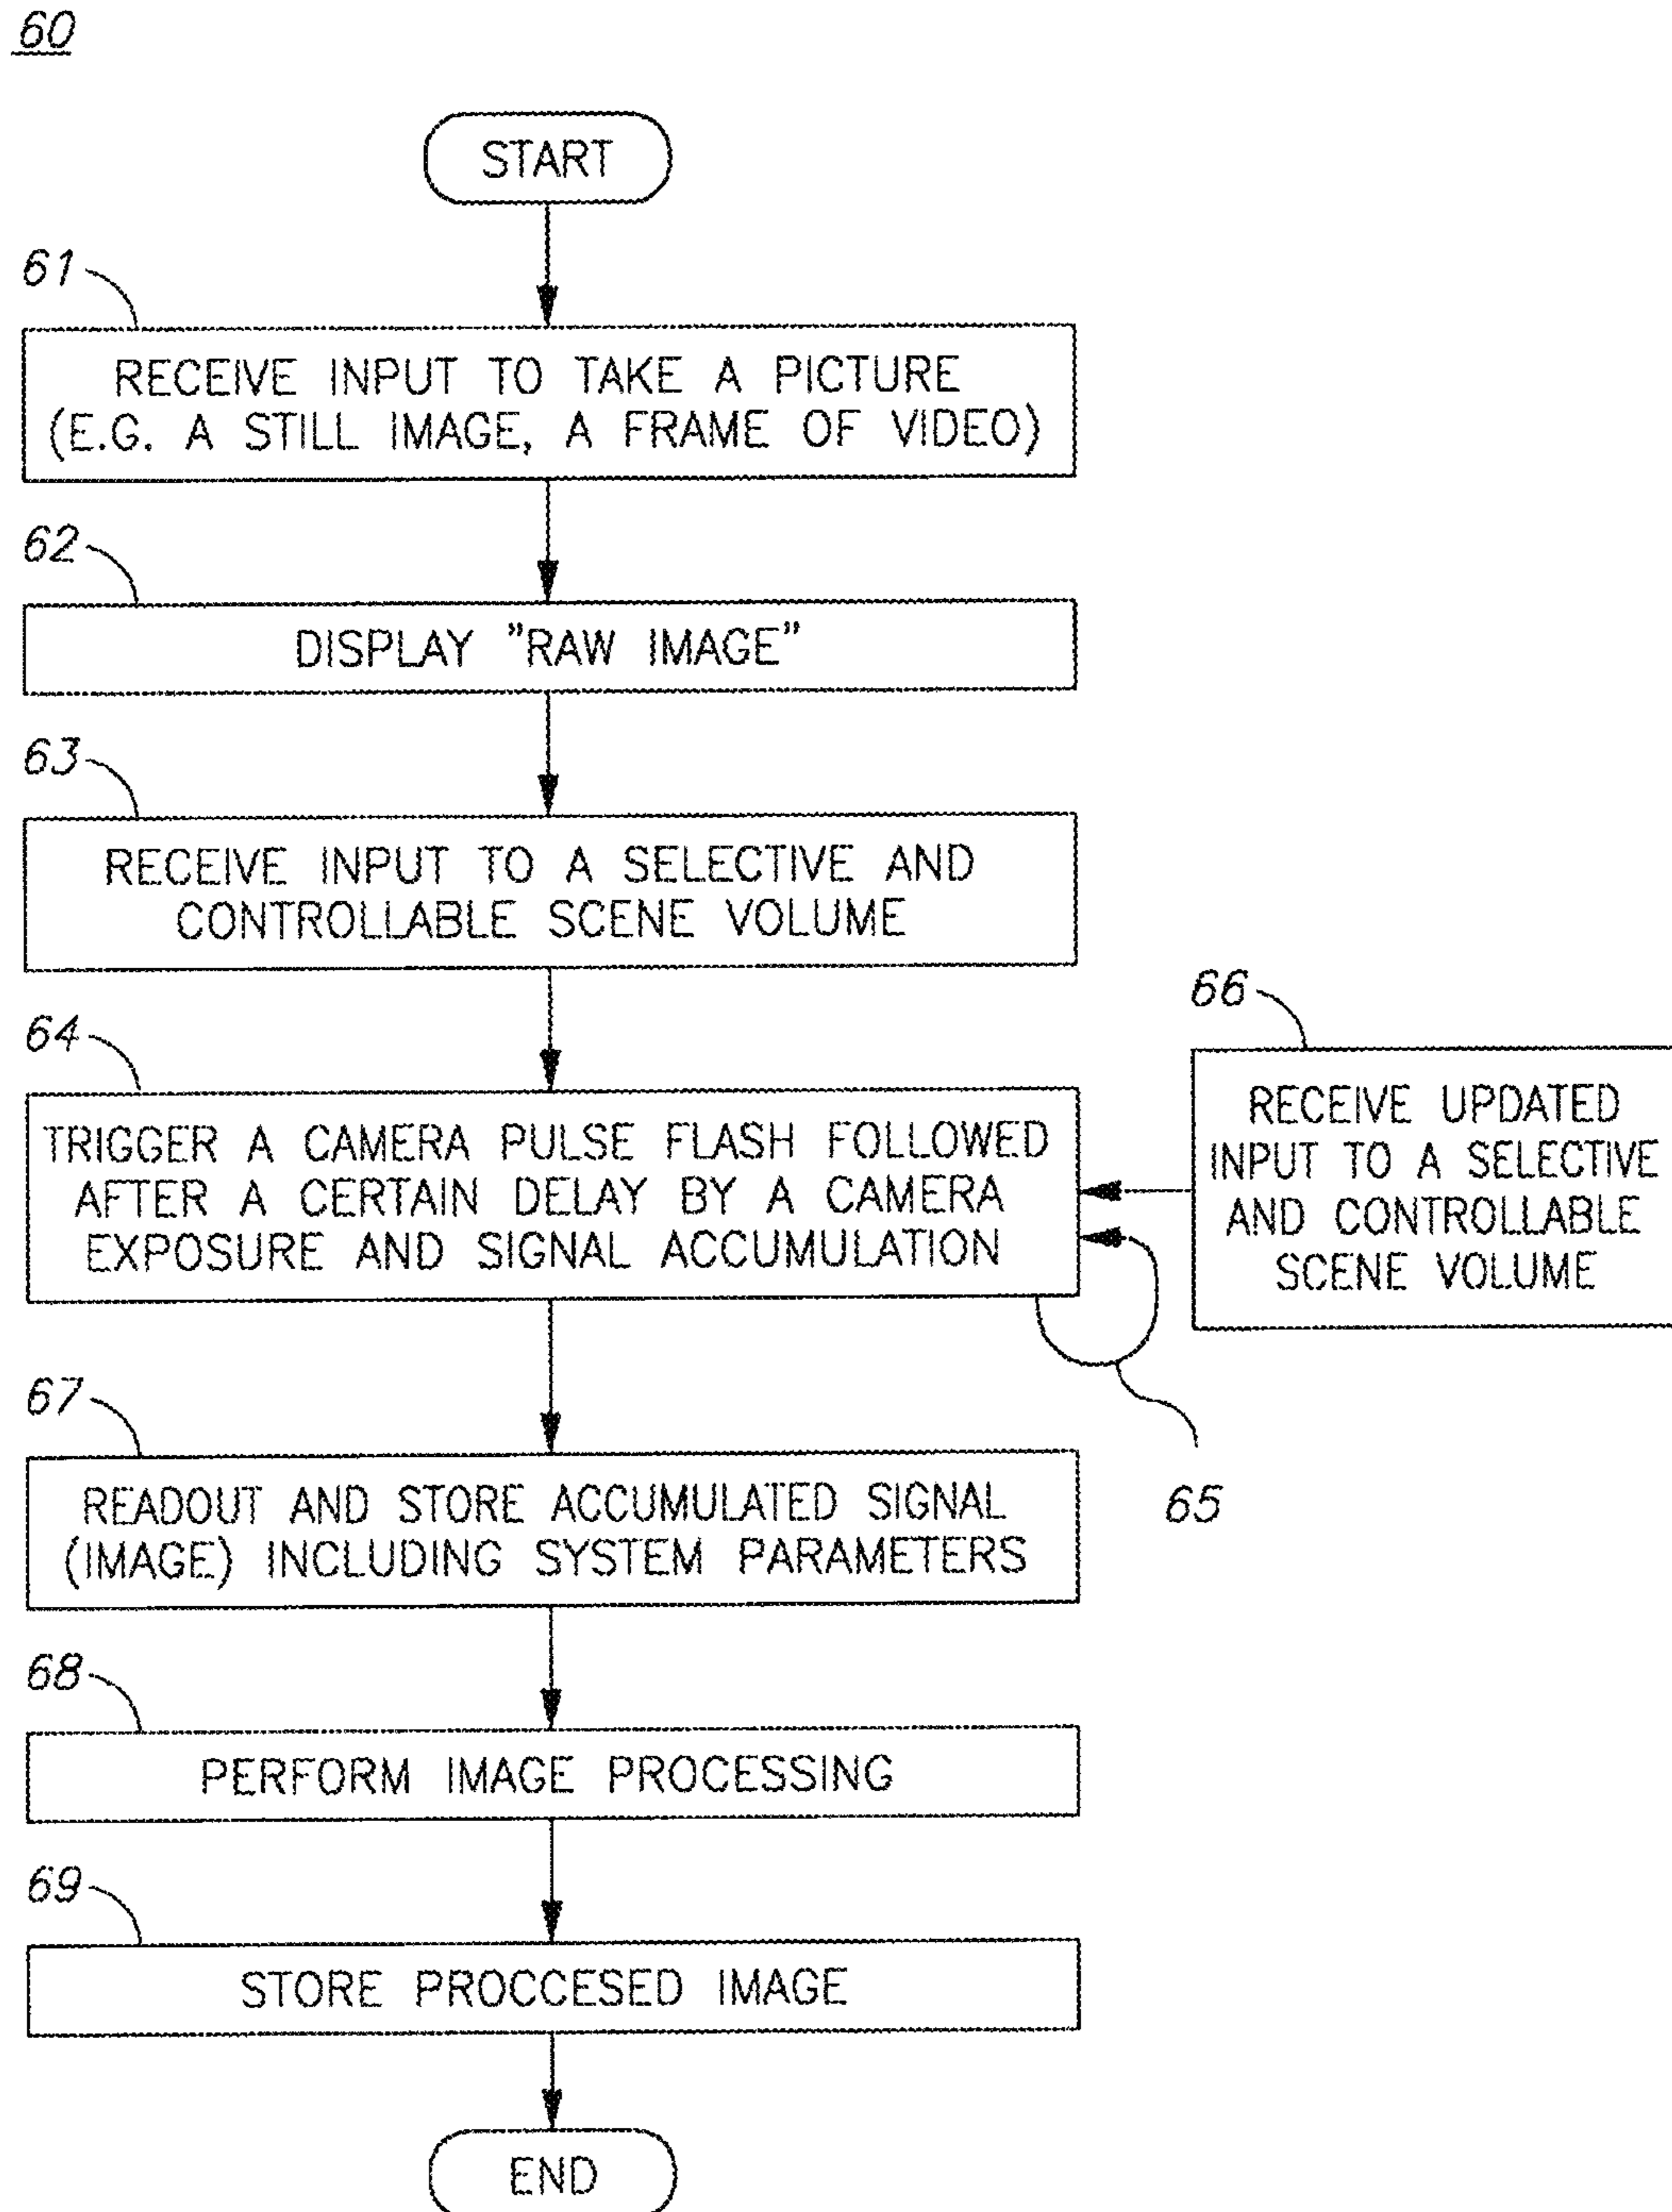 60
START
61
RECEIVE INPUT TO TAKE A PICTURE
(E.G. A STILL IMAGE, A FRAME OF VIDEO)
62
DISPLAY "RAW IMAGE"
63
RECEIVE INPUT TO A SELECTIVE AND
CONTROLLABLE SCENE VOLUME
64
TRIGGER A CAMERA PULSE FLASH FOLLOWED
AFTER A CERTAIN DELAY BY A CAMERA
EXPOSURE AND SIGNAL ACCUMULATION
66
RECEIVE UPDATED
INPUT TO A SELECTIVE
AND CONTROLLABLE
SCENE VOLUME
65
67
READOUT AND STORE ACCUMULATED SIGNAL
(IMAGE) INCLUDING SYSTEM PARAMETERS
68
PERFORM IMAGE PROCESSING
69
STORE PROCCESED IMAGE
END